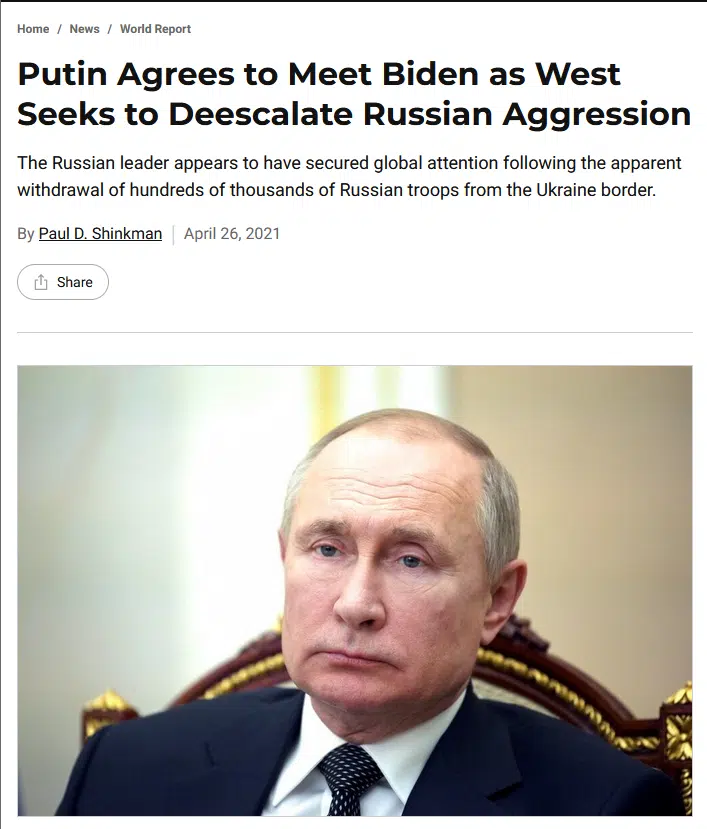 Home / News / World Report
Putin Agrees to Meet Biden as West
Seeks to Deescalate Russian Aggression
The Russian leader appears to have secured global attention following the apparent
withdrawal of hundreds of thousands of Russian troops from the Ukraine border.
By Paul D. Shinkman | April 26, 2021
Share